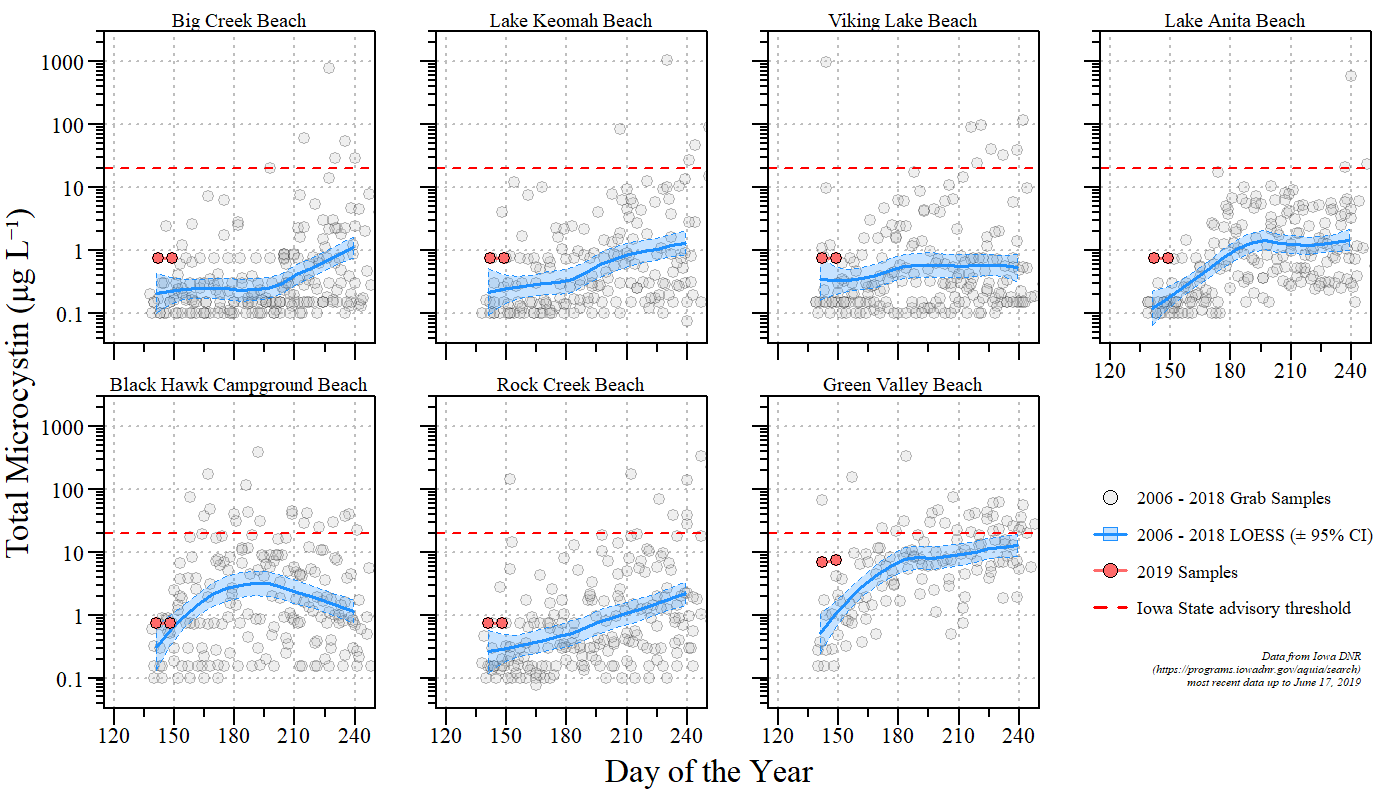 Big Creek Beach
Lake Keomah Beach
Viking Lake Beach
Lake Anita Beach
1000
100
10
1
0.1
120 150 180 210 240
Total Microcystin (µg L⁻¹)
Black Hawk Campground Beach
Rock Creek Beach
Green Valley Beach
1000
100
10
1
0.1
120 150 180 210 240
120 150 180 210 240
120 150 180 210 240
Day of the Year
2006 - 2018 Grab Samples
2006 - 2018 LOESS (± 95% CI)
2019 Samples
Iowa State advisory threshold
Data from Iowa DNR
(https://programs.iowadnr.gov/aquia/search)
most recent data up to June 17, 2019